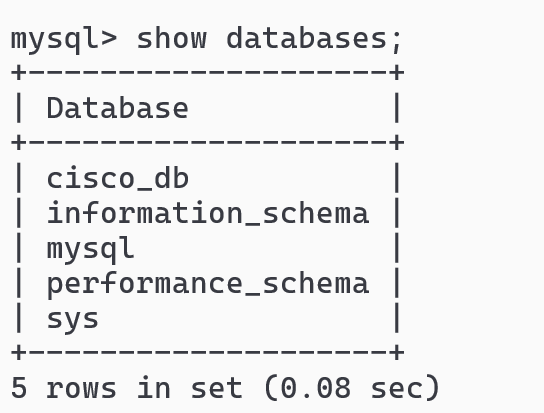 mysql> show databases;
+--------------------+
| Database           |
+--------------------+
| cisco_db           |
| information_schema |
| mysql              |
| performance_schema |
| sys                |
+--------------------+
5 rows in set (0.08 sec)